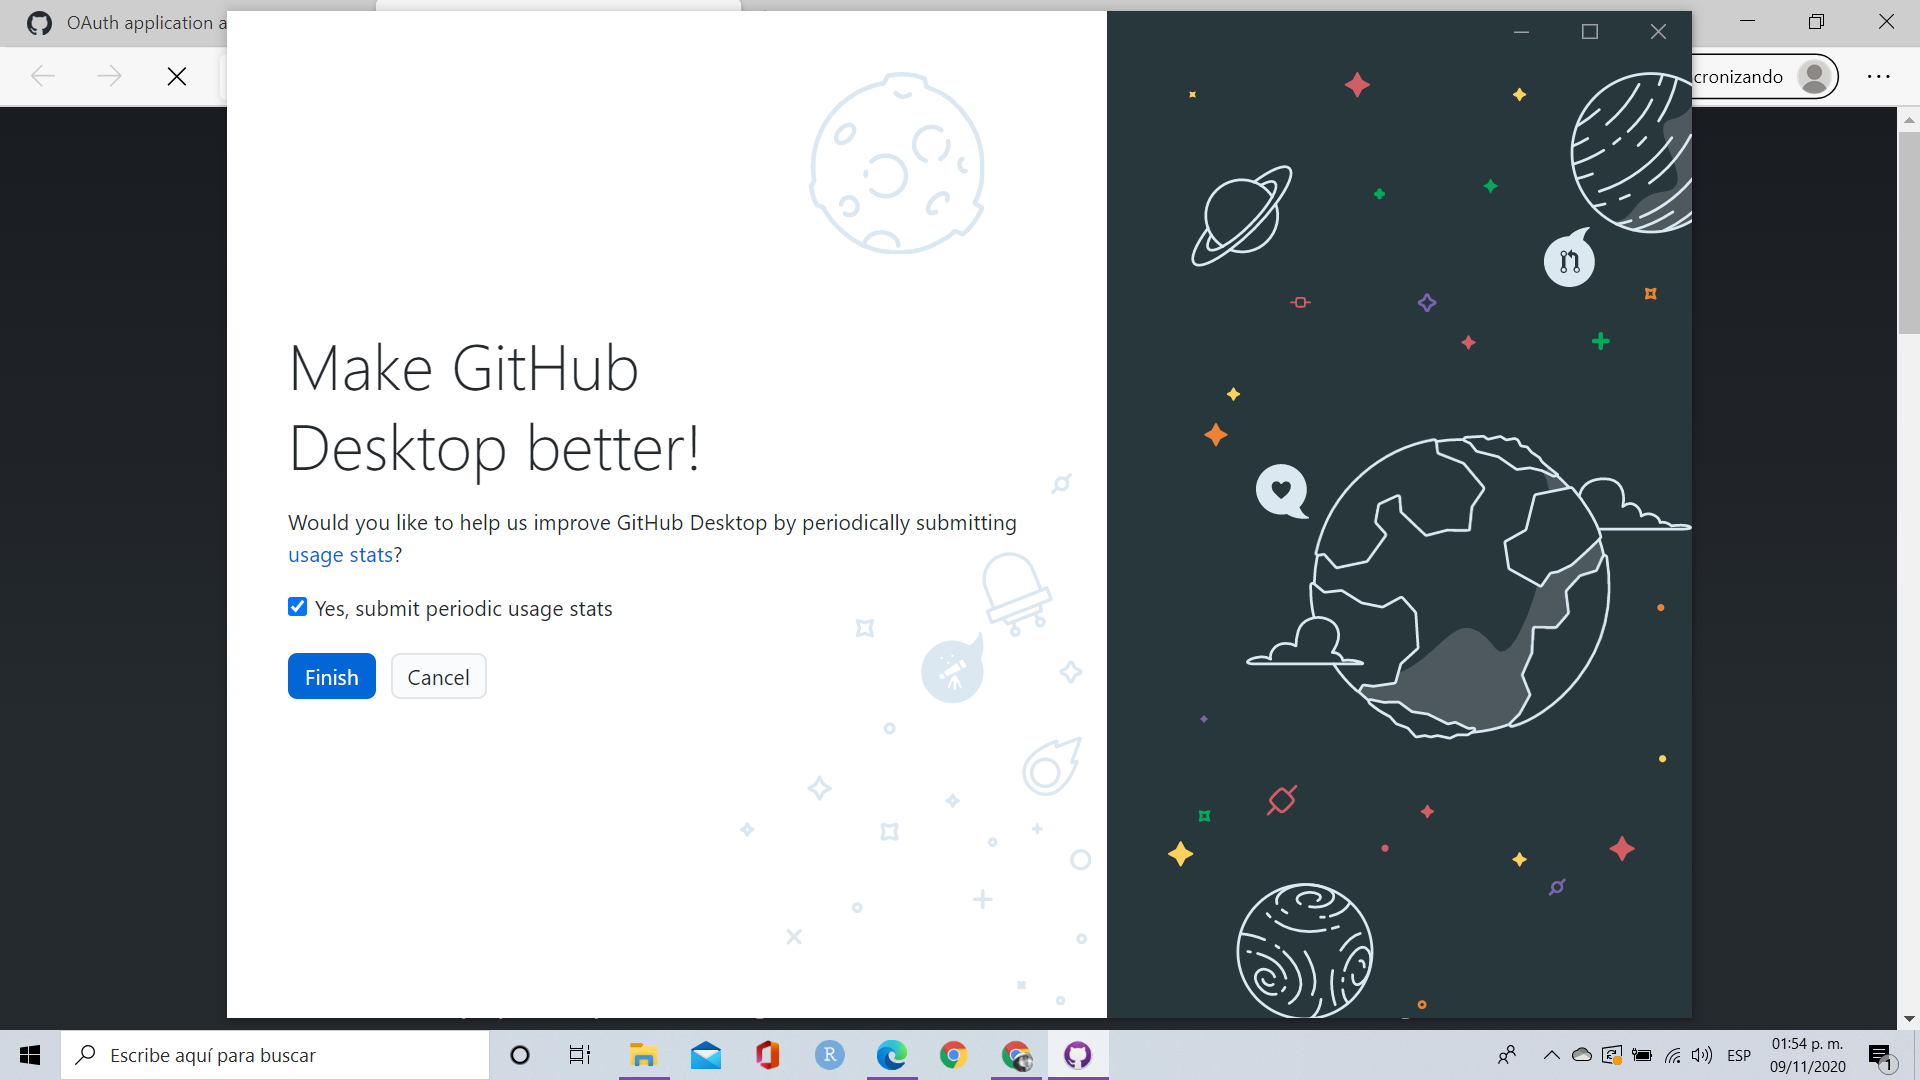 OAuth application a
cronizando
Make GitHub
Desktop better!
Would you like to help us improve GitHub Desktop by periodically submitting
usage stats?
Yes, submit periodic usage stats
Finish
Cancel
Escribe aquí para buscar
R
ESP
01:54 p. m.
09/11/2020
1